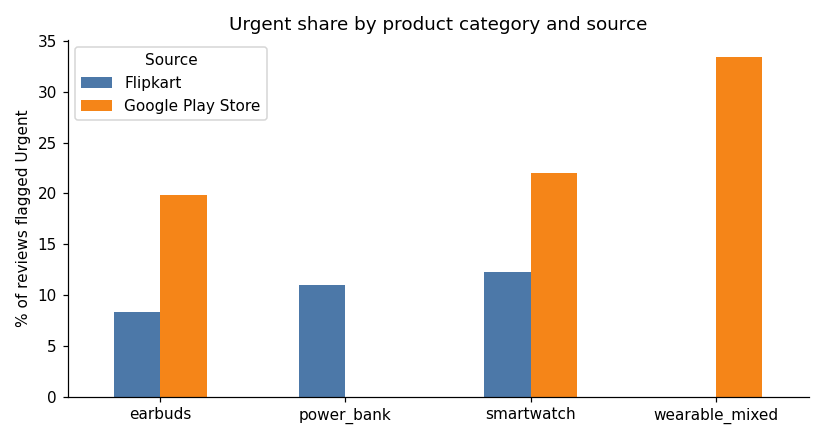 Urgent share by product category and source
% of reviews flagged Urgent
35
30
25
20
15
10
5
0
Source
Flipkart
Google Play Store
earbuds
power_bank
smartwatch
wearable_mixed